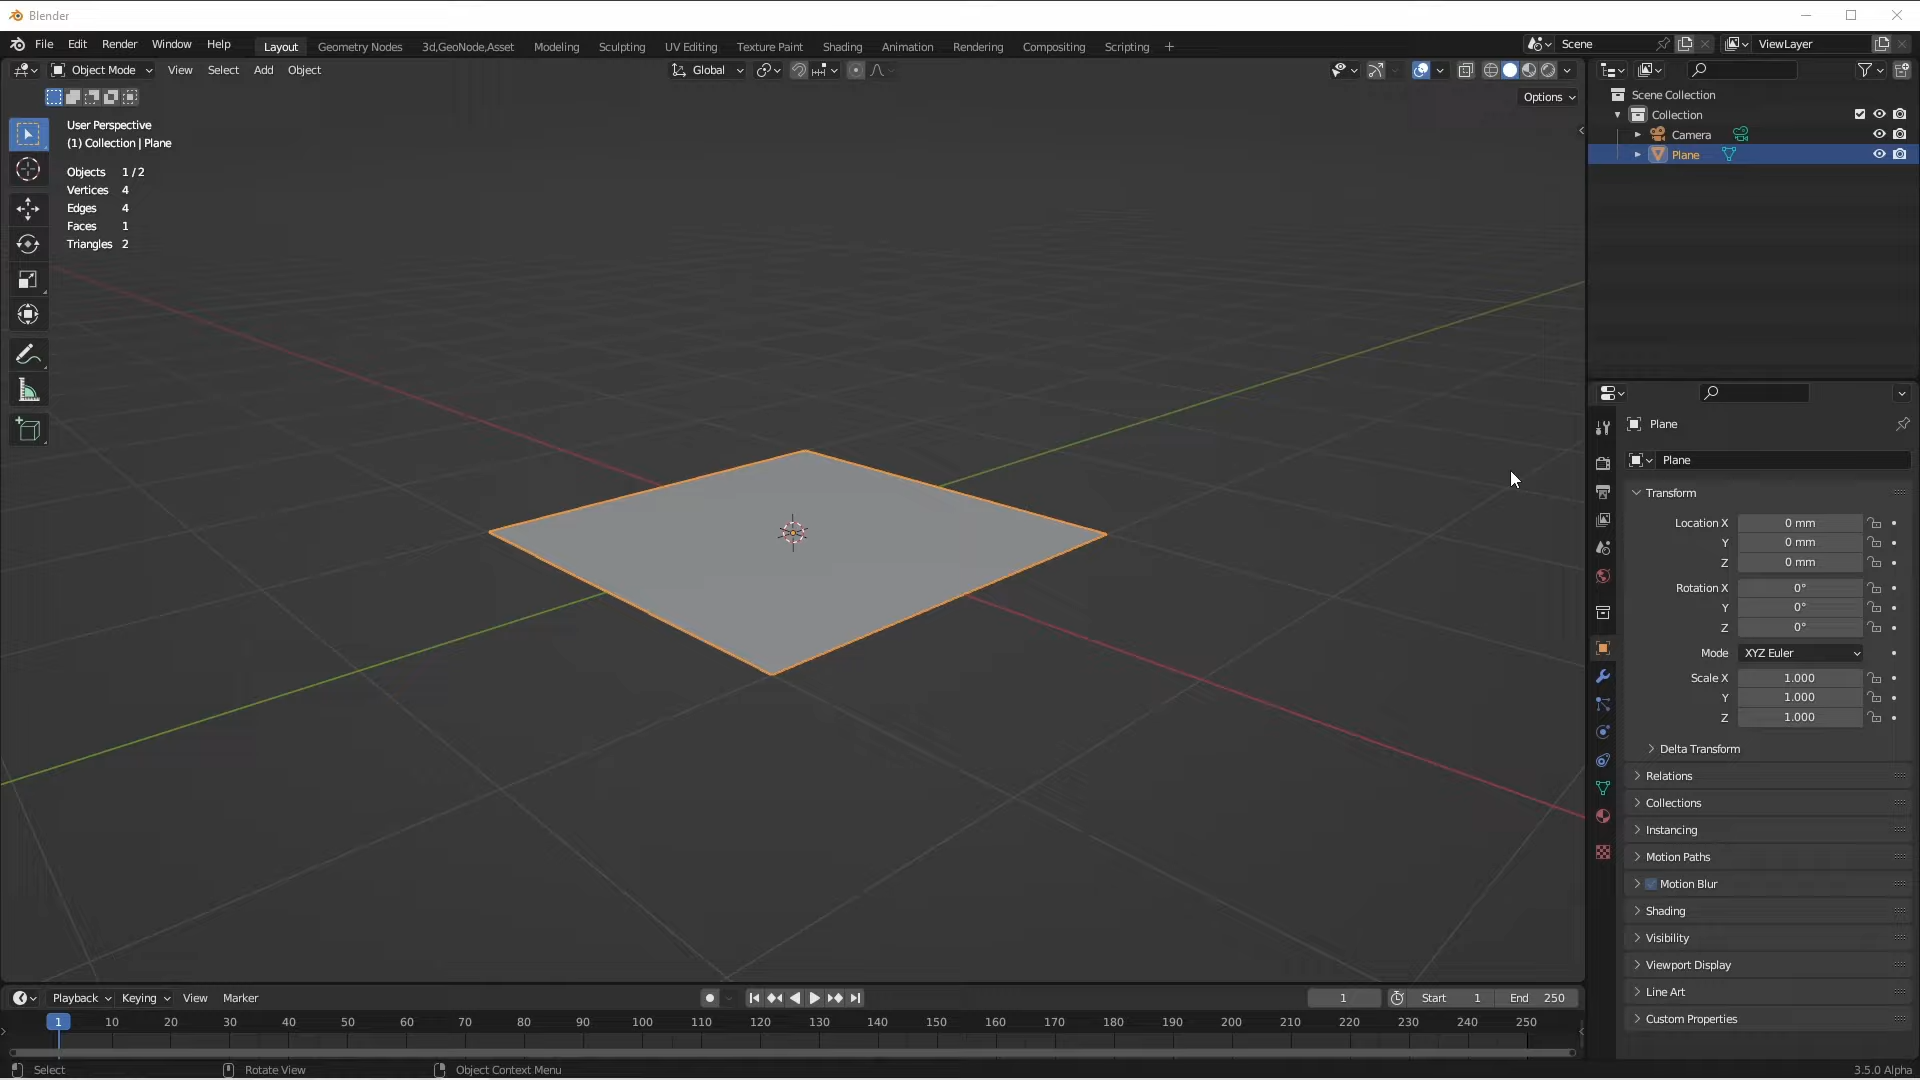 Blender
File Edit Render Window Help Layout Geometry Nodes 3d,GeoNode,Asset Modeling Sculpting UV Editing Texture Paint Shading Animation Rendering Compositing Scripting + Scene ViewLayer
Object Mode View Select Add Object Global
Options
User Perspective
(1) Collection | Plane
Objects 1 / 2
Vertices 4
Edges 4
Faces 1
Triangles 2
Scene Collection
Collection
Camera
Plane
Plane
Plane
Transform
Location X 0 mm
Y 0 mm
Z 0 mm
Rotation X 0°
Y 0°
Z 0°
Mode XYZ Euler
Scale X 1.000
Y 1.000
Z 1.000
Delta Transform
Relations
Collections
Instancing
Motion Paths
Motion Blur
Shading
Visibility
Viewport Display
Line Art
Custom Properties
Playback Keying View Marker 1 Start 1 End 250
1 10 20 30 40 50 60 70 80 90 100 110 120 130 140 150 160 170 180 190 200 210 220 230 240 250
Select Rotate View Object Context Menu 3.5.0 Alpha